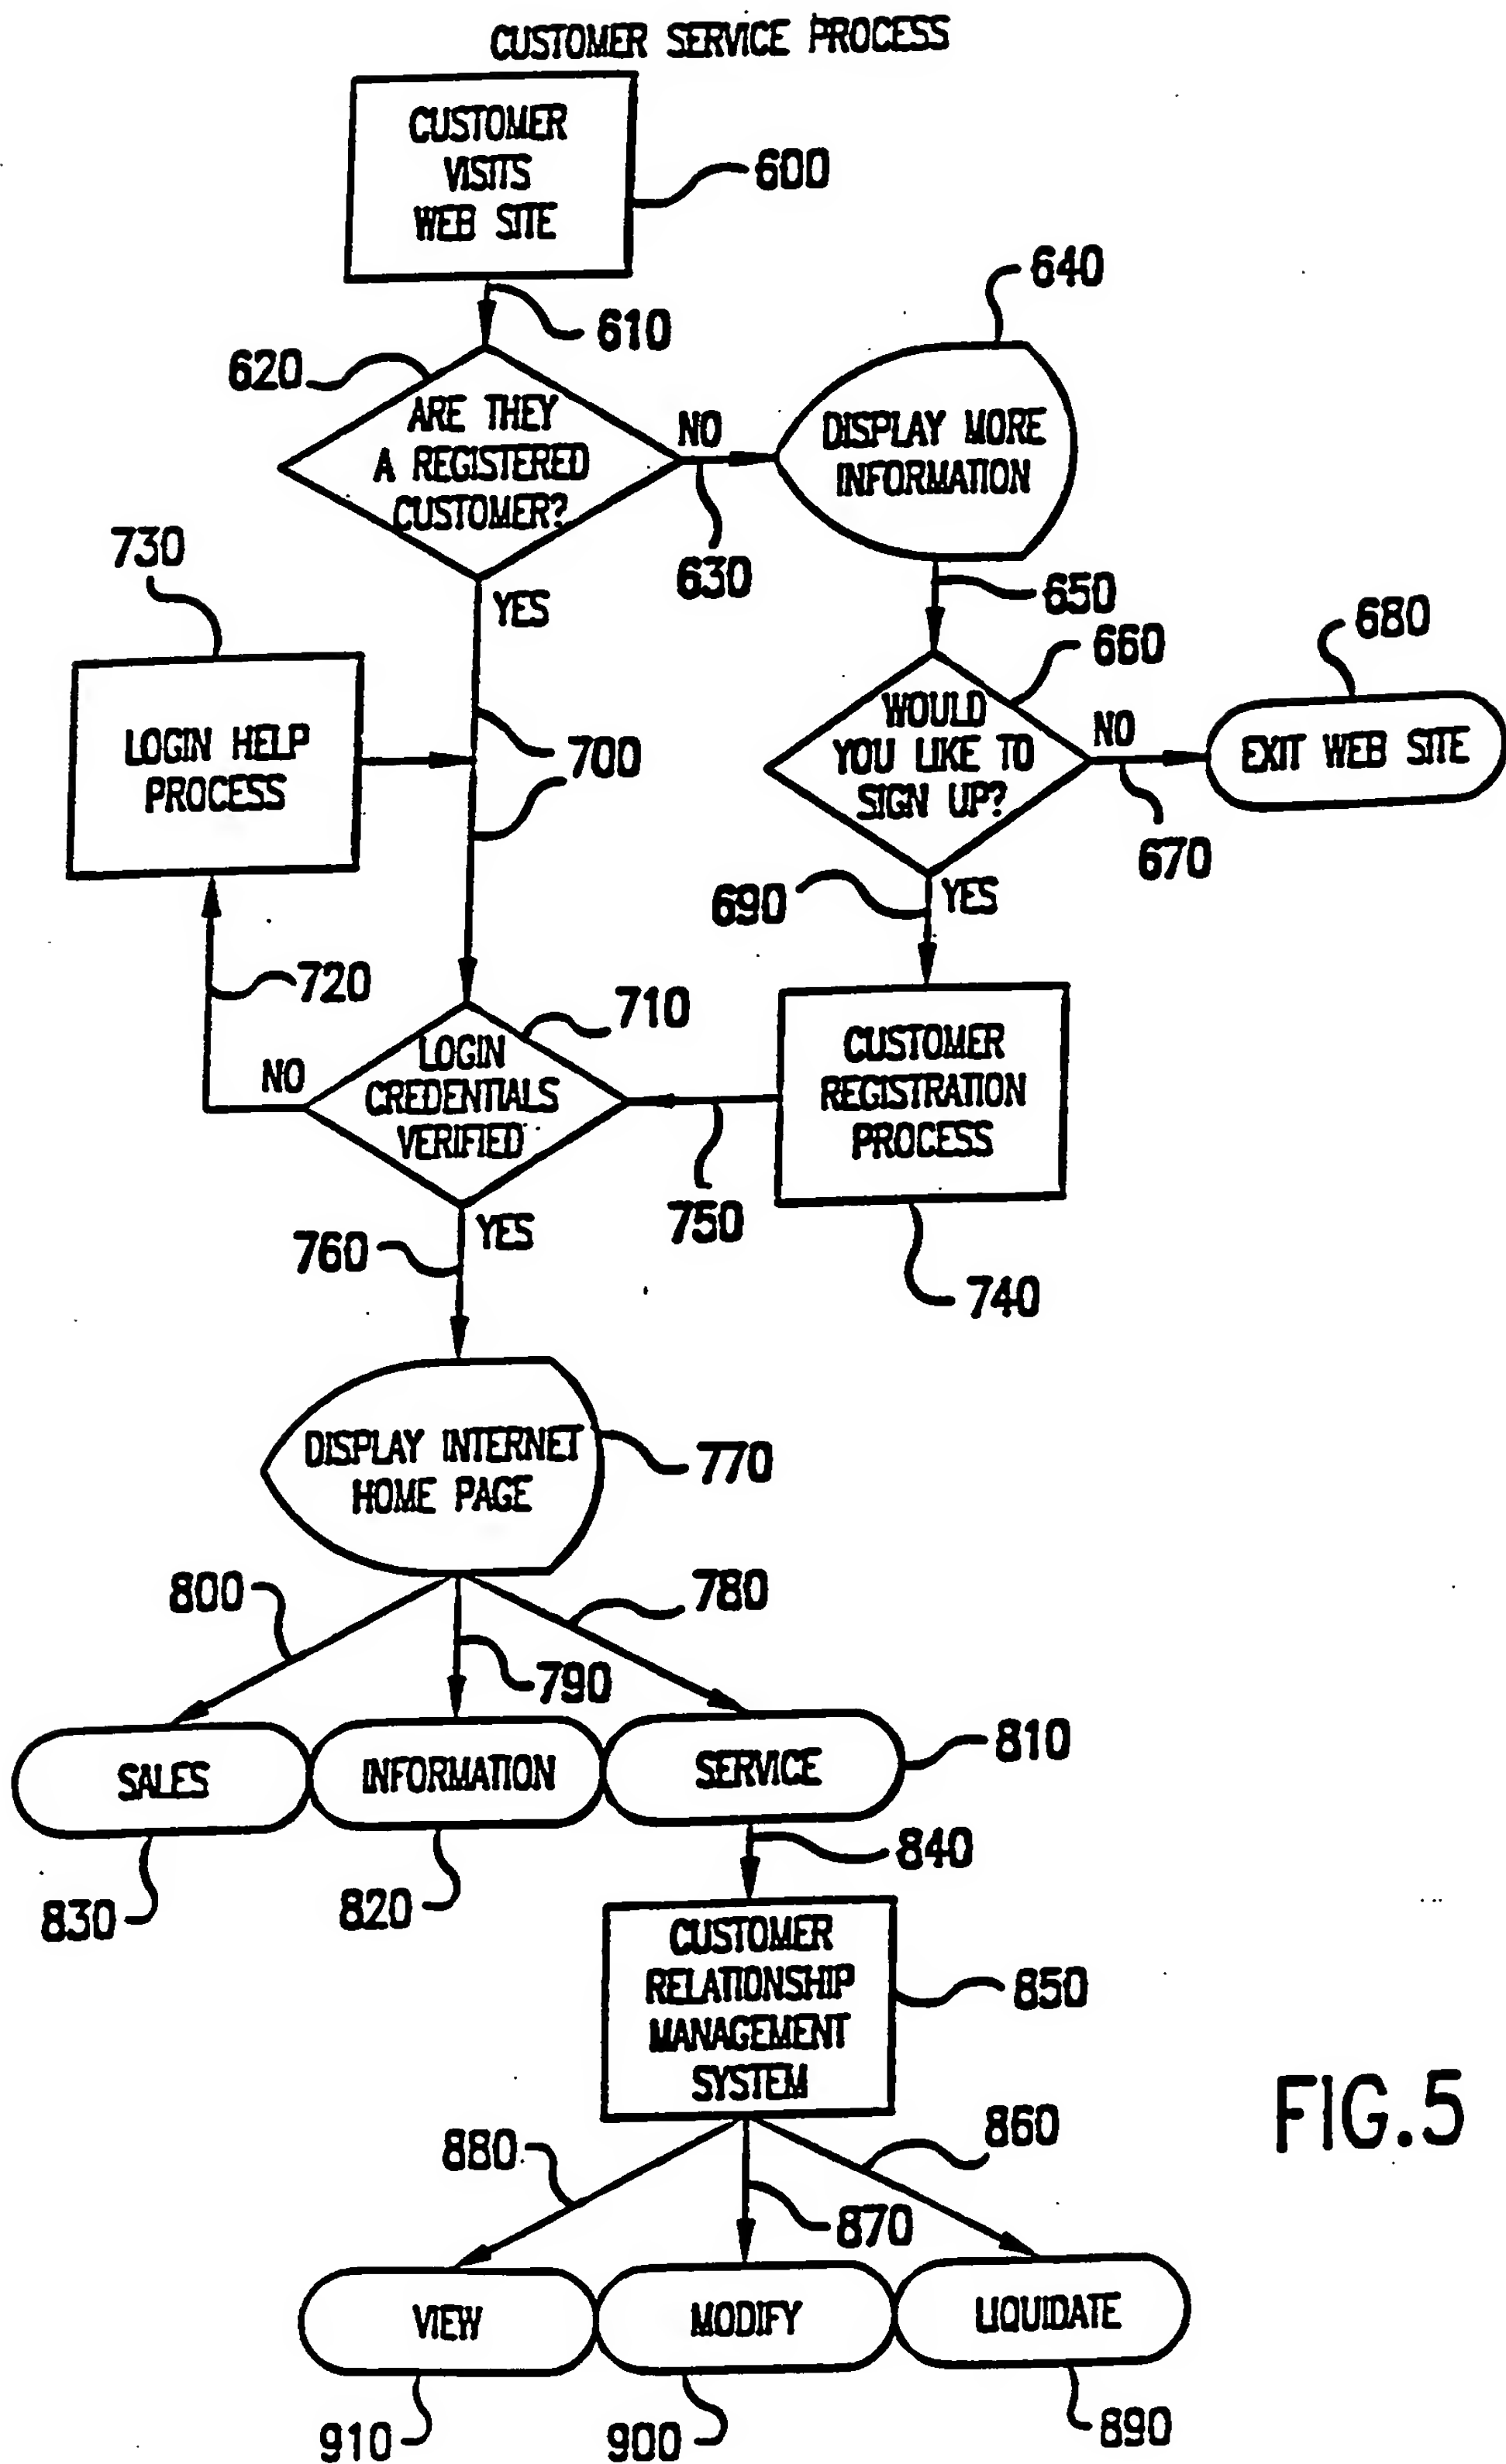 CUSTOMER SERVICE PROCESS
CUSTOMER
VISITS
WEB SITE
600
610
640
620
ARE THEY
A REGISTERED
CUSTOMER?
NO
630
DISPLAY MORE
INFORMATION
650
YES
730
LOGIN HELP
PROCESS
700
660
WOULD
YOU LIKE TO
SIGN UP?
NO
670
680
EXIT WEB SITE
690
YES
720
NO
710
LOGIN
CREDENTIALS
VERIFIED
750
CUSTOMER
REGISTRATION
PROCESS
740
760
YES
DISPLAY INTERNET
HOME PAGE
770
800
790
780
SALES
INFORMATION
SERVICE
810
830
820
840
CUSTOMER
RELATIONSHIP
MANAGEMENT
SYSTEM
850
880
870
860
FIG.5
VIEW
MODIFY
LIQUIDATE
910
900
890